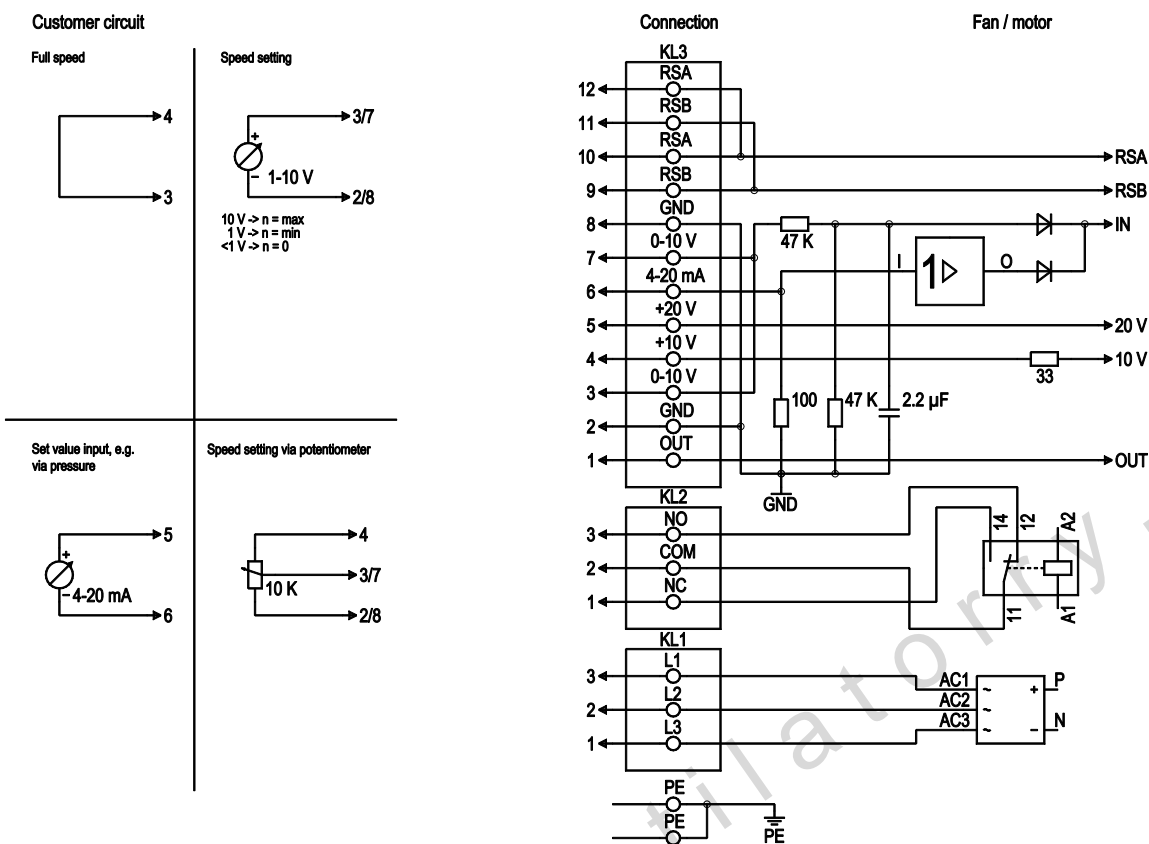 Customer circuit
Full speed
4
3
Speed setting
3/7
+
− 1-10 V
2/8
10 V -> n = max
1 V -> n = min
<1 V -> n = 0
Set value input, e.g.
via pressure
5
+
− 4-20 mA
6
Speed setting via potentiometer
4
3/7
10 K
2/8
Connection
Fan / motor
KL3
RSA
12
RSB
11
RSA
10
RSA
RSB
9
RSB
GND
8
47 K
IN
0-10 V
7
I
1
O
4-20 mA
6
+20 V
5
20 V
+10 V
4
33
10 V
0-10 V
3
100
47 K
2.2 µF
GND
2
OUT
1
OUT
GND
KL2
NO
3
14
12
A2
COM
2
NC
1
11
A1
KL1
L1
3
AC1
~
+
P
L2
2
AC2
~
L3
1
AC3
~
−
N
PE
PE
PE
tilatorry